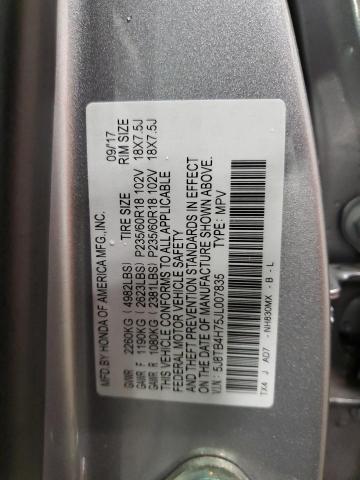 MFD BY HONDA OF AMERICA MFG.,INC. 09/17
TIRE SIZE RIM SIZE
GVWR 2260KG (4982LBS)
GAWR F 1190KG (2623LBS) P235/60R18 102V 18X7.5J
GAWR R 1080KG (2381LBS) P235/60R18 102V 18X7.5J
THIS VEHICLE CONFORMS TO ALL APPLICABLE
FEDERAL MOTOR VEHICLE SAFETY
AND THEFT PREVENTION STANDARDS IN EFFECT
ON THE DATE OF MANUFACTURE SHOWN ABOVE.
V.I.N: 5J8TB4H75JL007835 TYPE: MPV
TX4 J AD7 - NH830MX - B - L